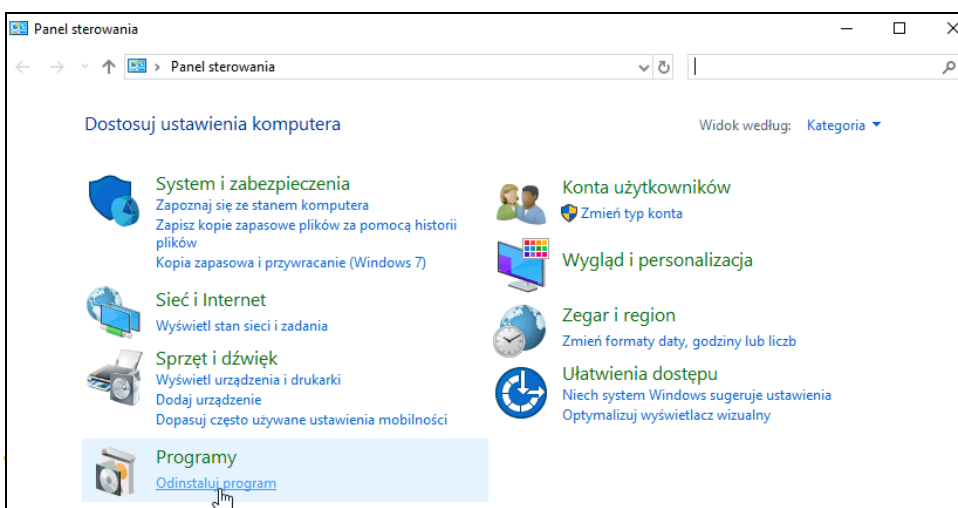 Panel sterowania
Panel sterowania
Dostosuj ustawienia komputera
Widok według: Kategoria
System i zabezpieczenia
Zapoznaj się ze stanem komputera
Zapisz kopie zapasowe plików za pomocą historii
plików
Kopia zapasowa i przywracanie (Windows 7)
Sieć i Internet
Wyświetl stan sieci i zadania
Sprzęt i dźwięk
Wyświetl urządzenia i drukarki
Dodaj urządzenie
Dopasuj często używane ustawienia mobilności
Programy
Odinstaluj program
Konta użytkowników
Zmień typ konta
Wygląd i personalizacja
Zegar i region
Zmień formaty daty, godziny lub liczb
Ułatwienia dostępu
Niech system Windows sugeruje ustawienia
Optymalizuj wyświetlacz wizualny